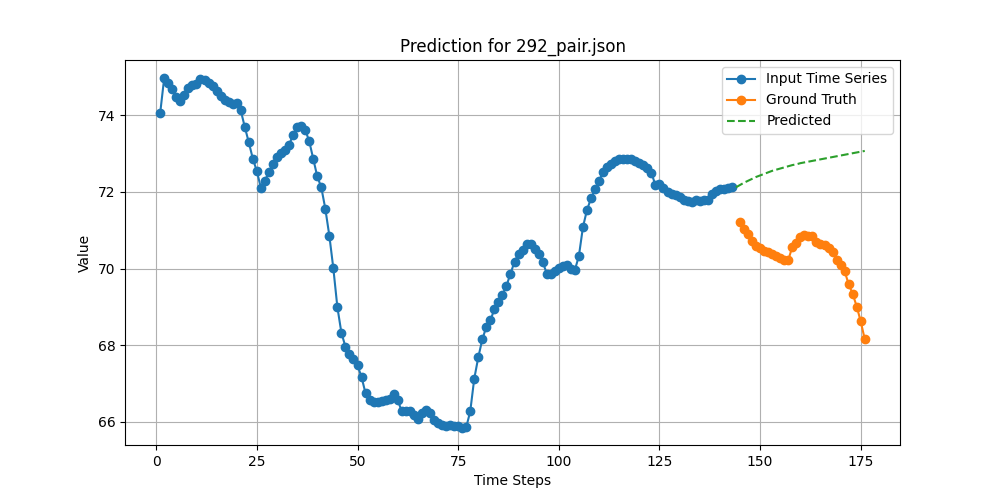 Prediction for 292_pair.json
Input Time Series
Ground Truth
Predicted
74
72
70
68
66
Value
0 25 50 75 100 125 150 175
Time Steps